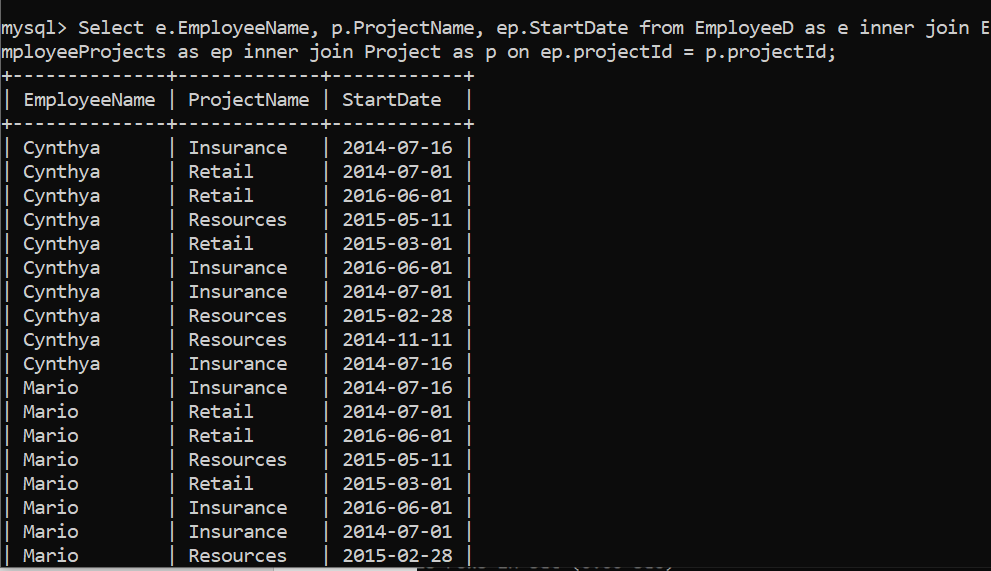 mysql> Select e.EmployeeName, p.ProjectName, ep.StartDate from EmployeeD as e inner join E
mployeeProjects as ep inner join Project as p on ep.projectId = p.projectId;
+--------------+-------------+------------+
| EmployeeName | ProjectName | StartDate  |
+--------------+-------------+------------+
| Cynthya      | Insurance   | 2014-07-16 |
| Cynthya      | Retail      | 2014-07-01 |
| Cynthya      | Retail      | 2016-06-01 |
| Cynthya      | Resources   | 2015-05-11 |
| Cynthya      | Retail      | 2015-03-01 |
| Cynthya      | Insurance   | 2016-06-01 |
| Cynthya      | Insurance   | 2014-07-01 |
| Cynthya      | Resources   | 2015-02-28 |
| Cynthya      | Resources   | 2014-11-11 |
| Cynthya      | Insurance   | 2014-07-16 |
| Mario        | Insurance   | 2014-07-16 |
| Mario        | Retail      | 2014-07-01 |
| Mario        | Retail      | 2016-06-01 |
| Mario        | Resources   | 2015-05-11 |
| Mario        | Retail      | 2015-03-01 |
| Mario        | Insurance   | 2016-06-01 |
| Mario        | Insurance   | 2014-07-01 |
| Mario        | Resources   | 2015-02-28 |